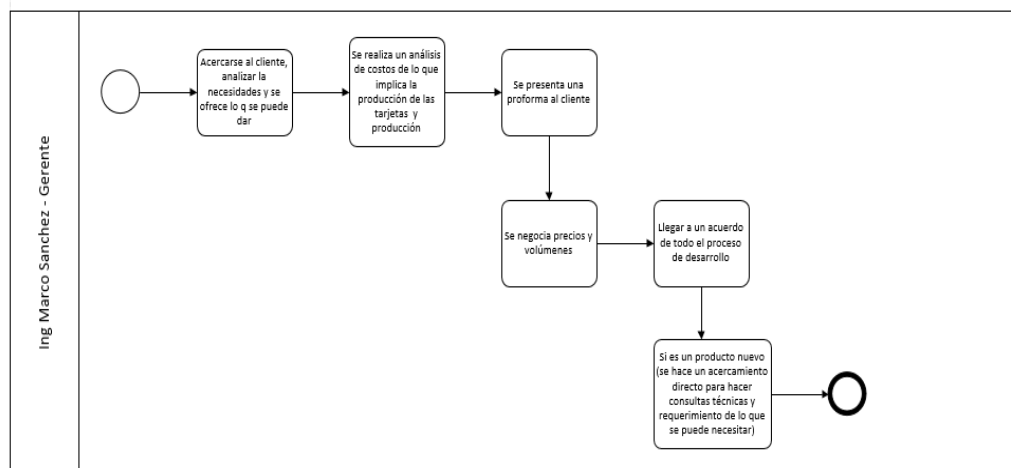 Ing Marco Sanchez - Gerente
Acercarse al cliente,
analizar la
necesidades y se
ofrece lo q se puede
dar
Se realiza un análisis
de costos de lo que
implica la
producción de las
tarjetas y
producción
Se presenta una
proforma al cliente
Se negocia precios y
volúmenes
Llegar a un acuerdo
de todo el proceso
de desarrollo
Si es un producto nuevo
(se hace un acercamiento
directo para hacer
consultas técnicas y
requerimiento de lo que
se puede necesitar)